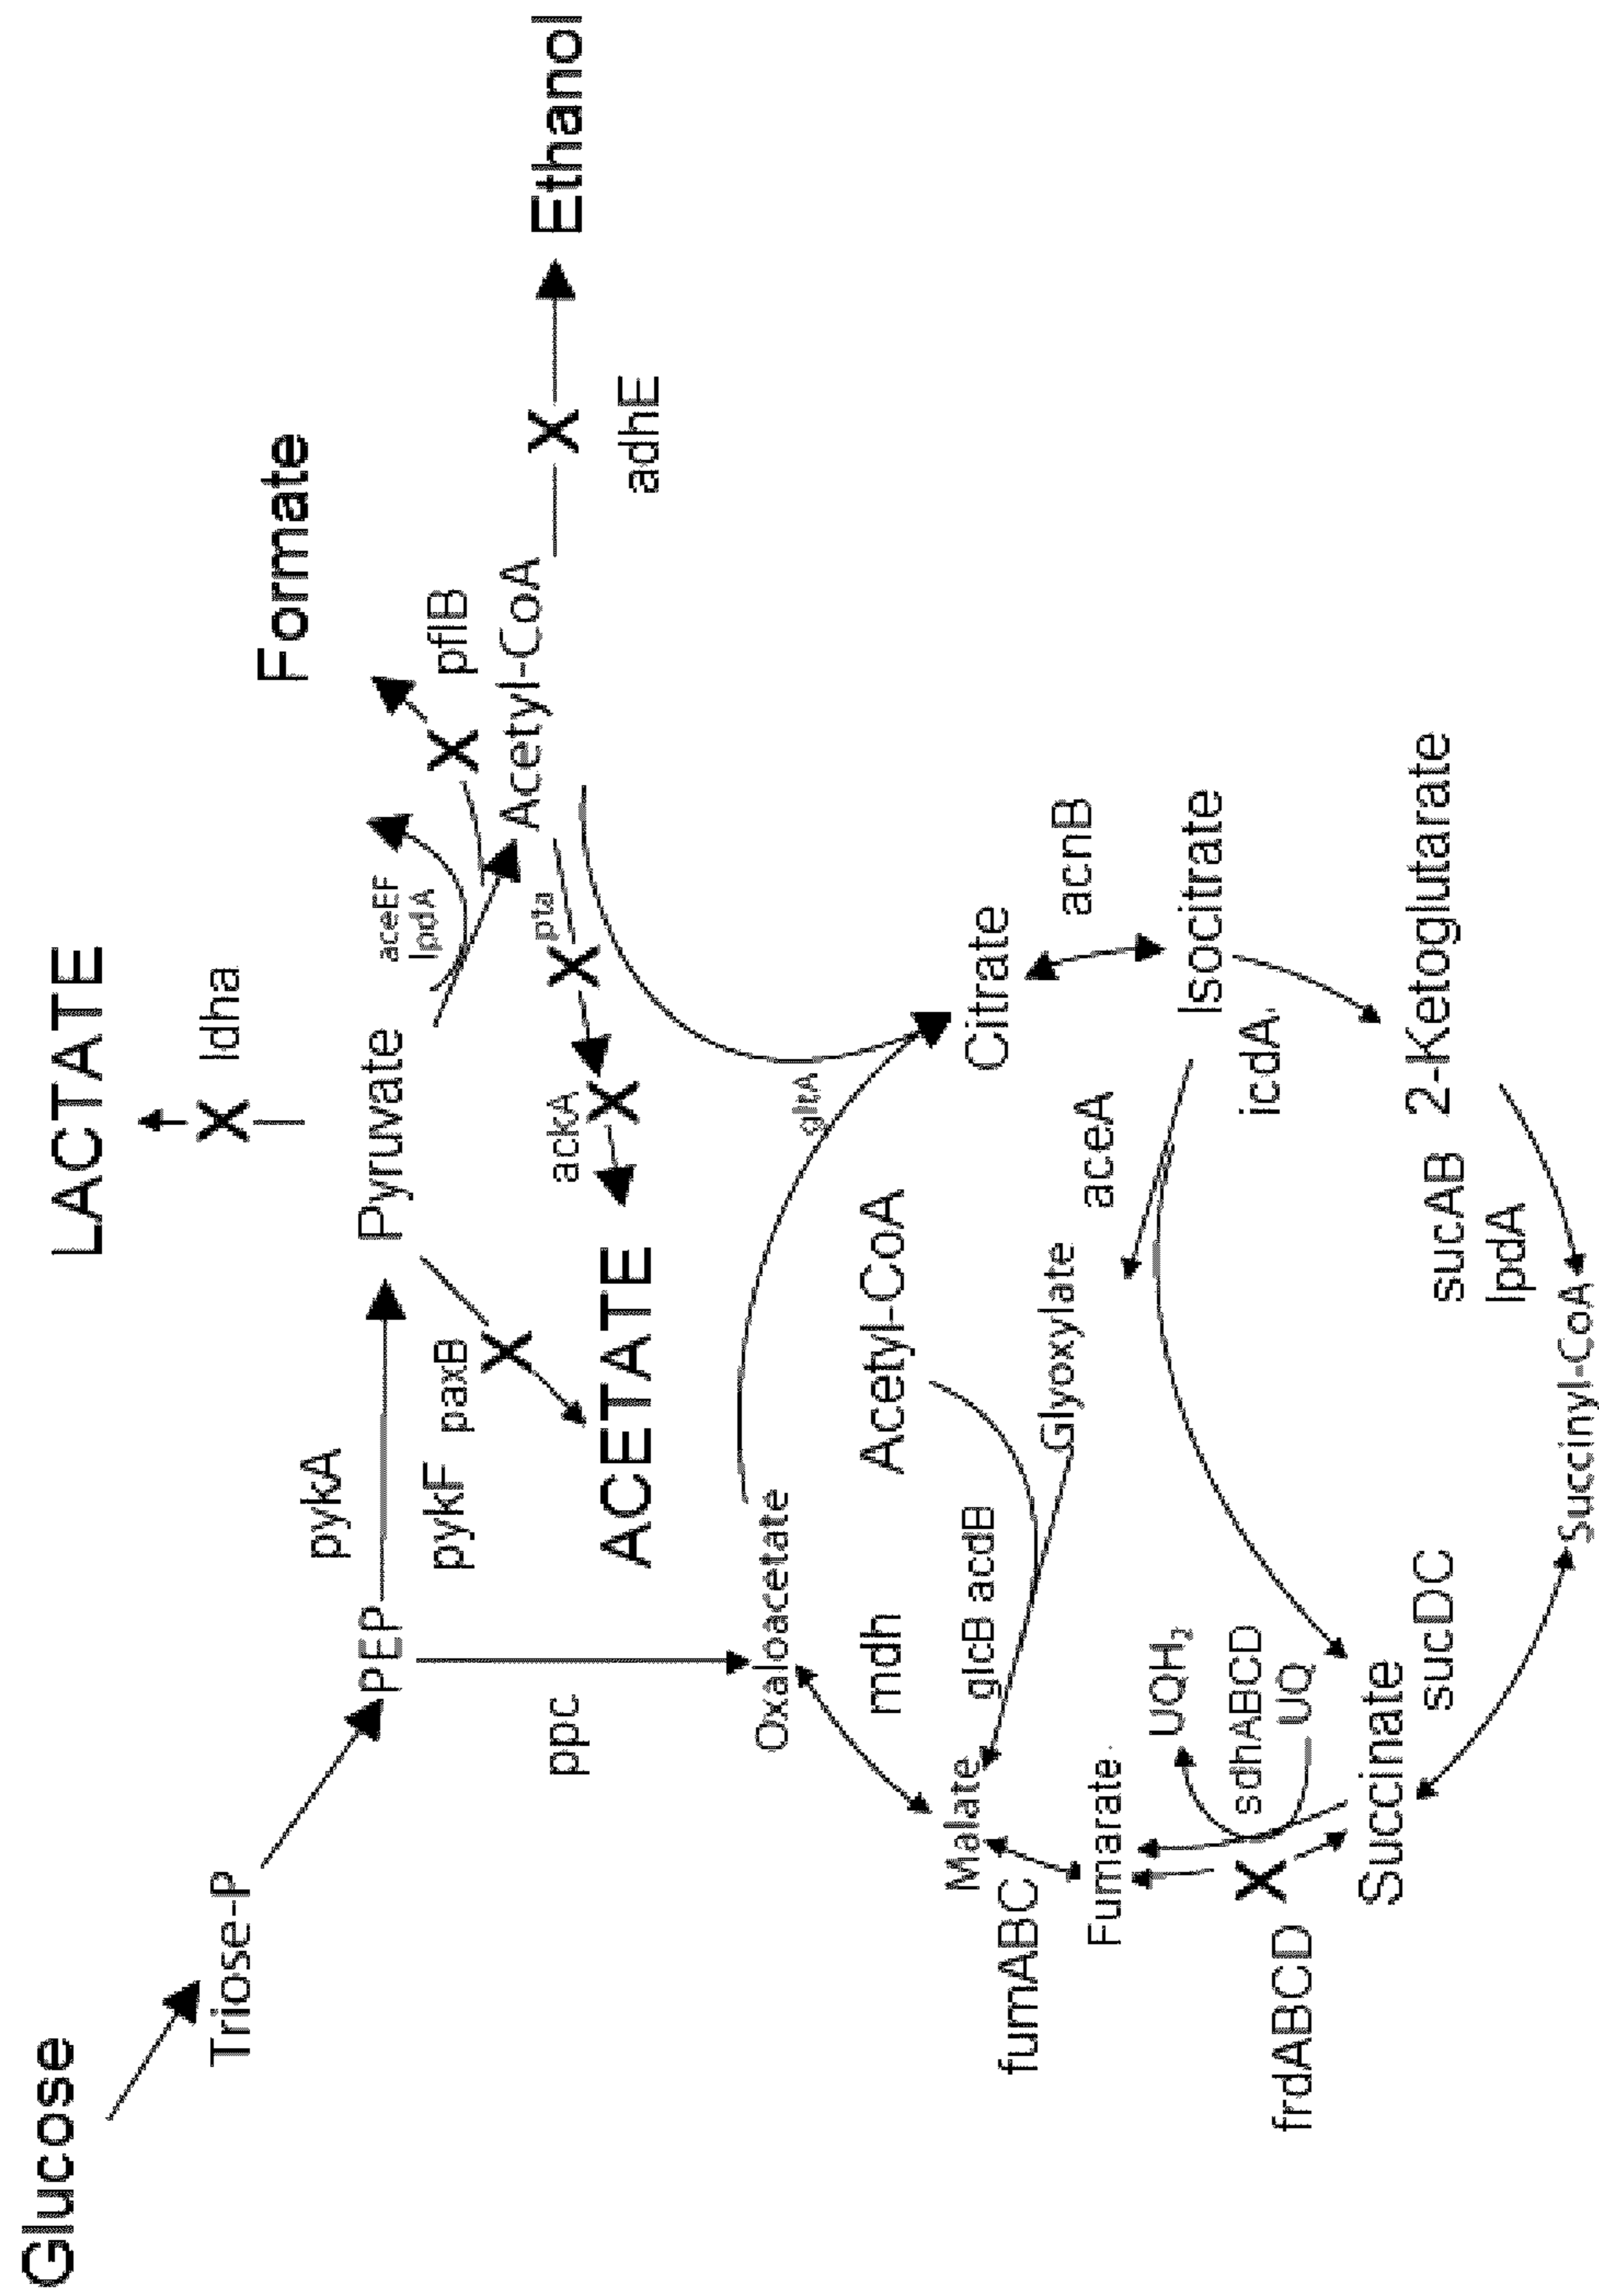 Glucose
Triose-P
PEP
pykA
pykF
Pyruvate
LACTATE
ldha
X
paxB
X
ACETATE
aceEF
lpdA
Formate
X
pflB
Acetyl-CoA
X
adhE
Ethanol
pta
X
ackA
X
ppc
Oxaloacetate
gltA
Citrate
acnB
Isocitrate
icdA
aceA
Glyoxylate
Acetyl-CoA
glcB acdB
mdh
Malate
fumABC
Fumarate
UQH₂
sdhABCD
UQ
X
frdABCD
Succinate
sucDC
Succinyl-CoA
sucAB
lpdA
2-Ketoglutarate